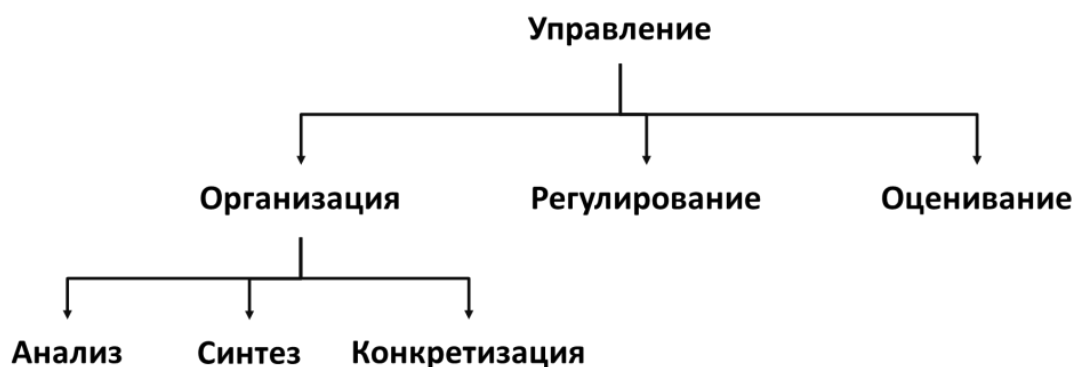 Управление
Организация Регулирование Оценивание
Анализ Синтез Конкретизация